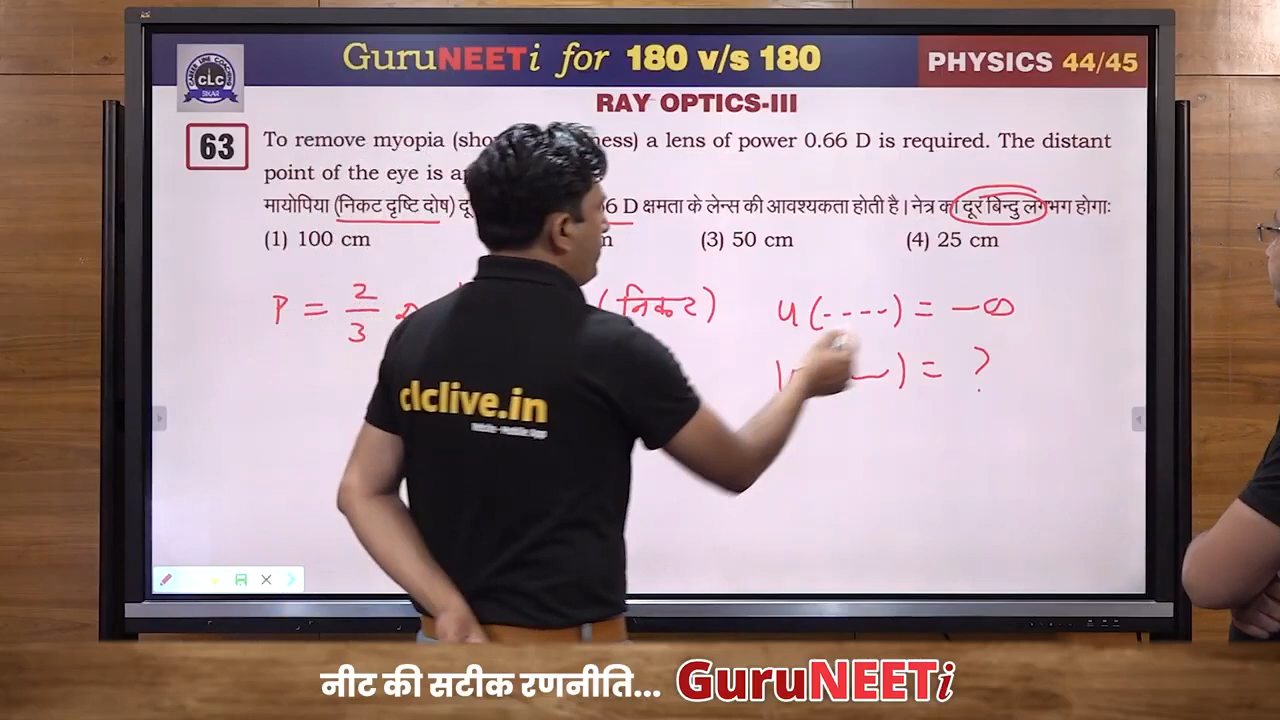 GuruNEETi for 180 v/s 180
PHYSICS 44/45
CLC
SIKAR
RAY OPTICS-III
63
To remove myopia (sho ness) a lens of power 0.66 D is required. The distant
point of the eye is
मायोपिया (निकट दृष्टि दोष) 6 D क्षमता के लेन्स की आवश्यकता होती है। नेत्र का दूर बिन्दु लगभग होगाः
(1) 100 cm
(3) 50 cm
(4) 25 cm
P = 2/3
(निकट)
u (----) = -∞
) = ?
clclive.in
नीट की सटीक रणनीति... GuruNEETi